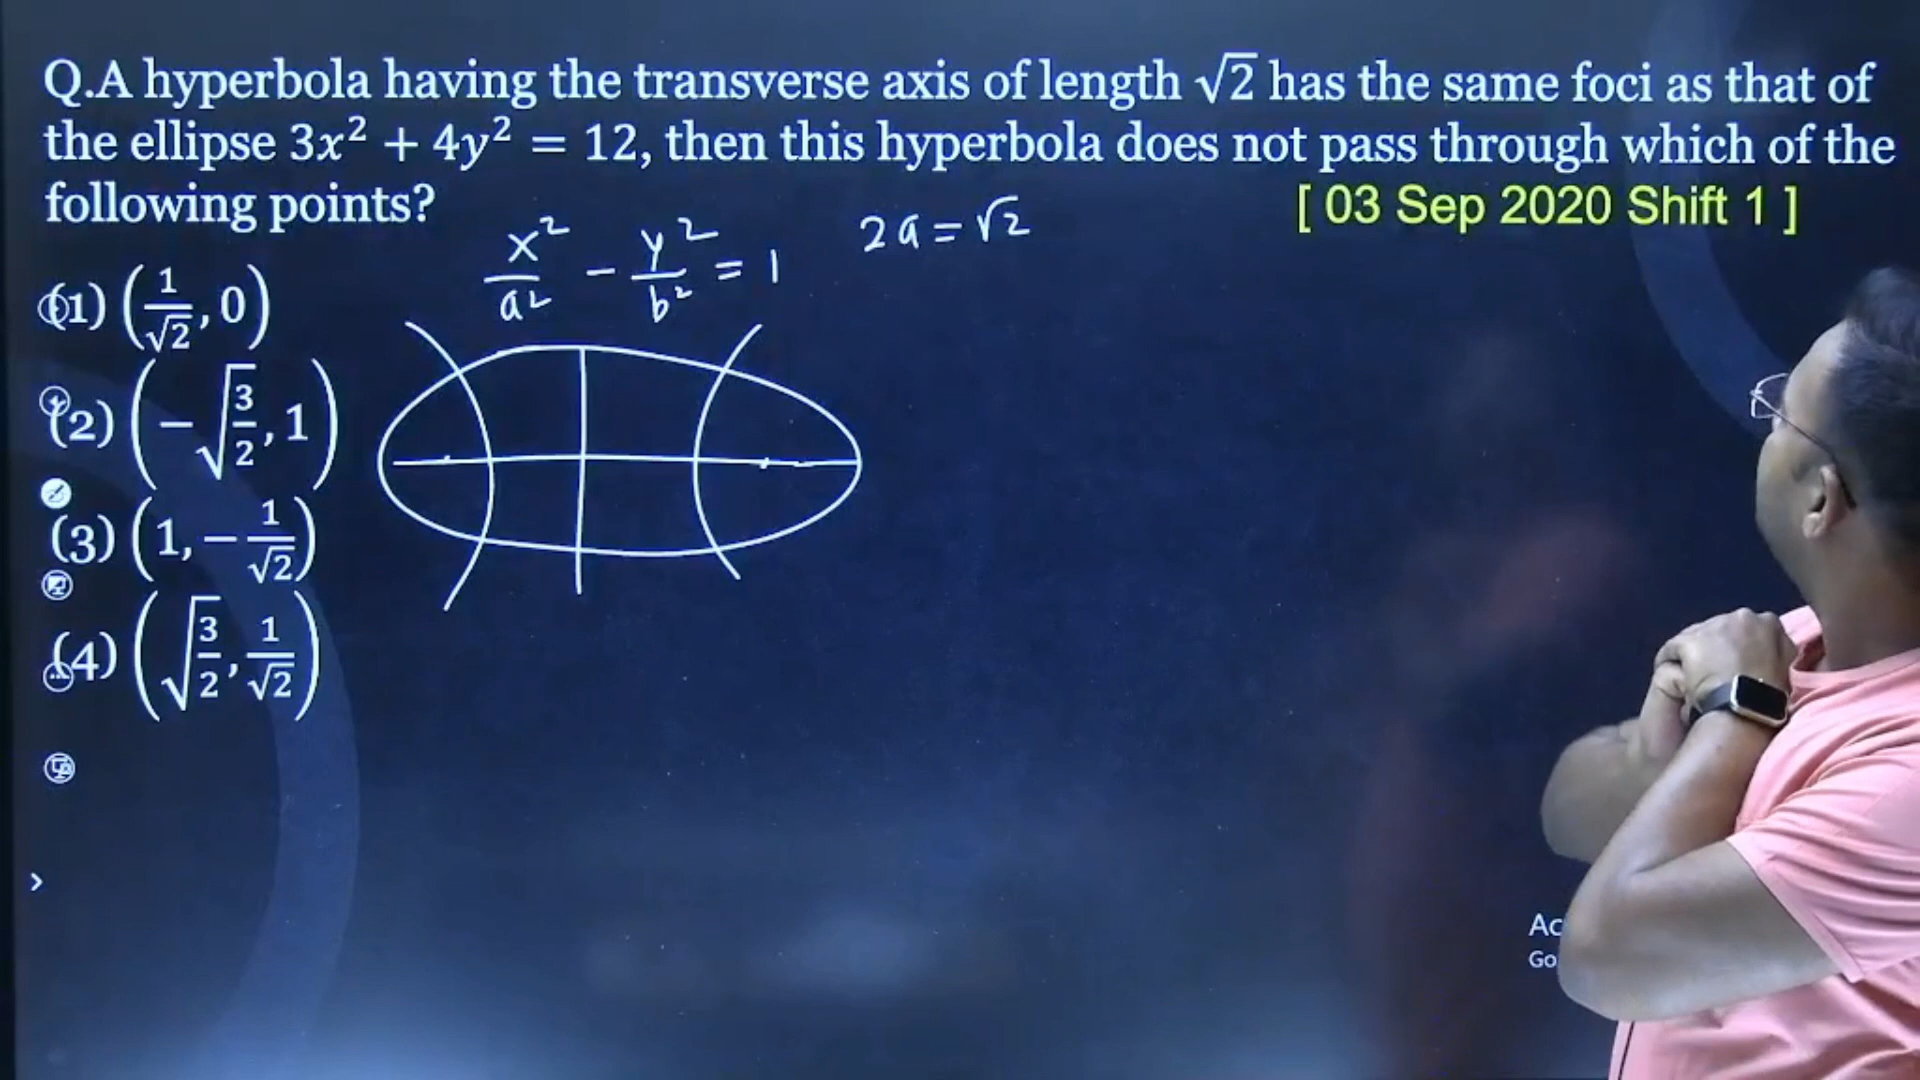 Q.A hyperbola having the transverse axis of length √2 has the same foci as that of
the ellipse 3x² + 4y² = 12, then this hyperbola does not pass through which of the
following points?
[ 03 Sep 2020 Shift 1 ]
x²/a² − y²/b² = 1
2a = √2
(1) (1/√2, 0)
(2) (−√(3/2), 1)
(3) (1, −1/√2)
(4) (√(3/2), 1/√2)
Ac
Go